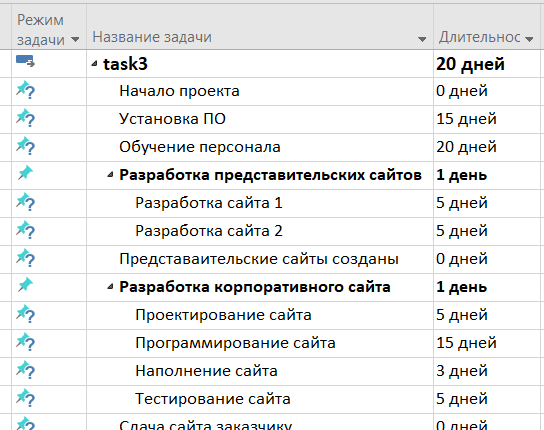 Режим задачи Название задачи Длительнос
task3 20 дней
Начало проекта 0 дней
Установка ПО 15 дней
Обучение персонала 20 дней
Разработка представительских сайтов 1 день
Разработка сайта 1 5 дней
Разработка сайта 2 5 дней
Представаительские сайты созданы 0 дней
Разработка корпоративного сайта 1 день
Проектирование сайта 5 дней
Программирование сайта 15 дней
Наполнение сайта 3 дней
Тестирование сайта 5 дней
Сдача сайта заказчику 0 дней